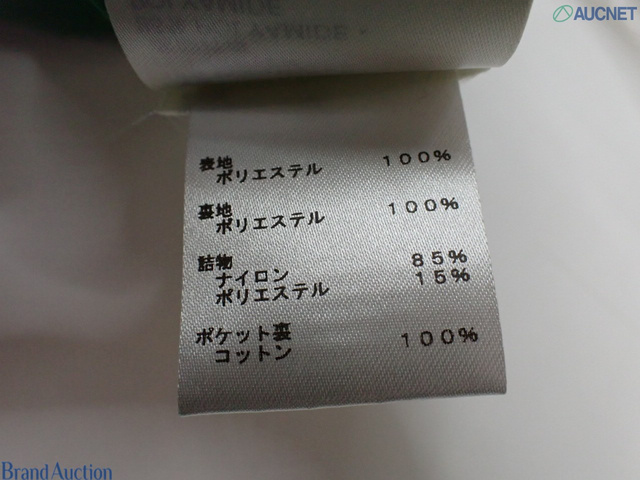 AUCNET
POLYAMIDE
表地
ポリエステル 100%
裏地
ポリエステル 100%
詰物
ナイロン 85%
ポリエステル 15%
ポケット裏
コットン 100%
Brand Auction